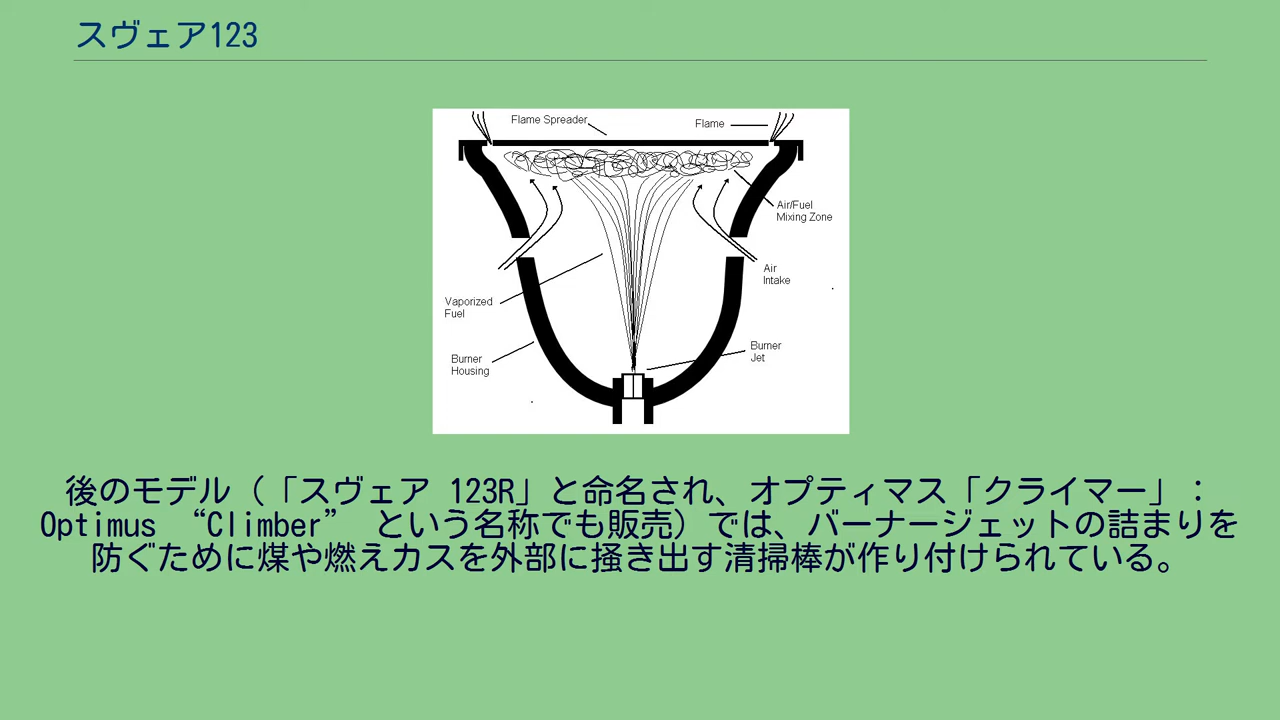 スヴェア123
Flame Spreader
Flame
Air/Fuel
Mixing Zone
Air
Intake
Vaporized
Fuel
Burner
Jet
Burner
Housing
後のモデル（「スヴェア 123R」と命名され、オプティマス「クライマー」：
Optimus “Climber” という名称でも販売）では、バーナージェットの詰まりを
防ぐために煤や燃えカスを外部に掻き出す清掃棒が作り付けられている。